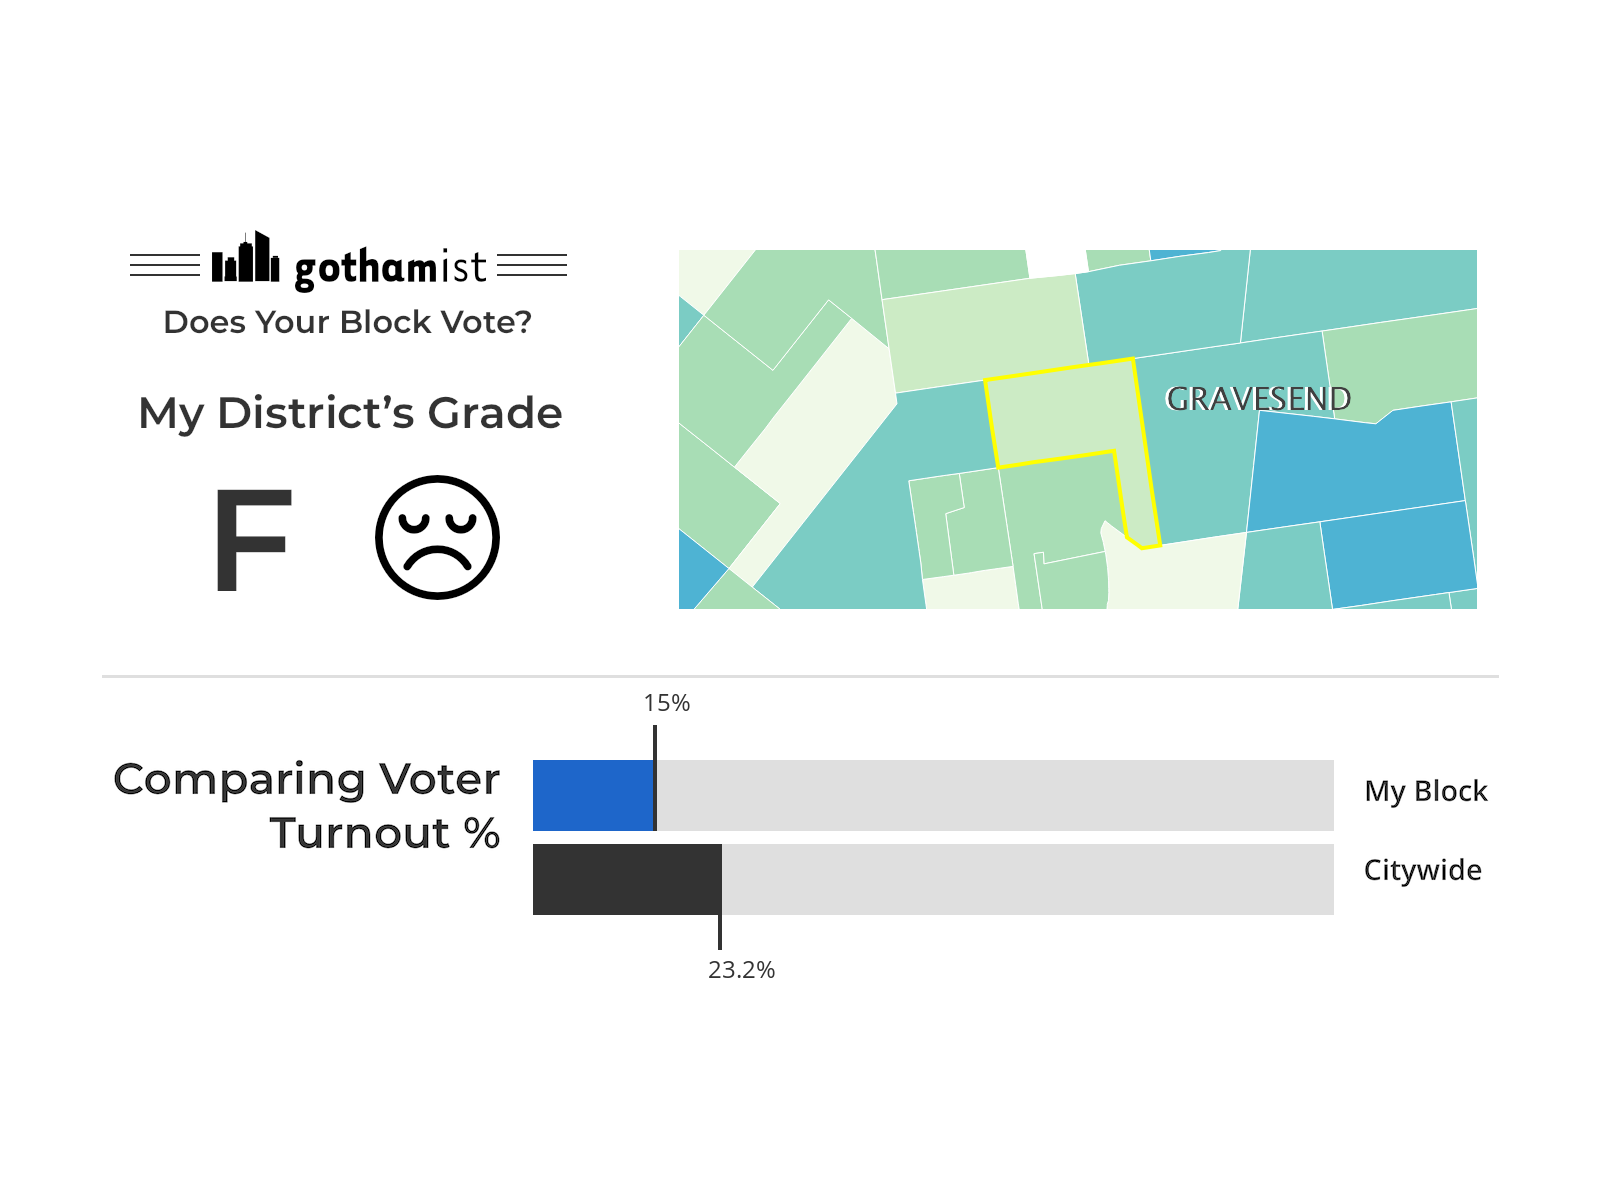 gothamist
Does Your Block Vote?
My District’s Grade
F
GRAVESEND
15%
Comparing Voter
Turnout %
My Block
Citywide
23.2%